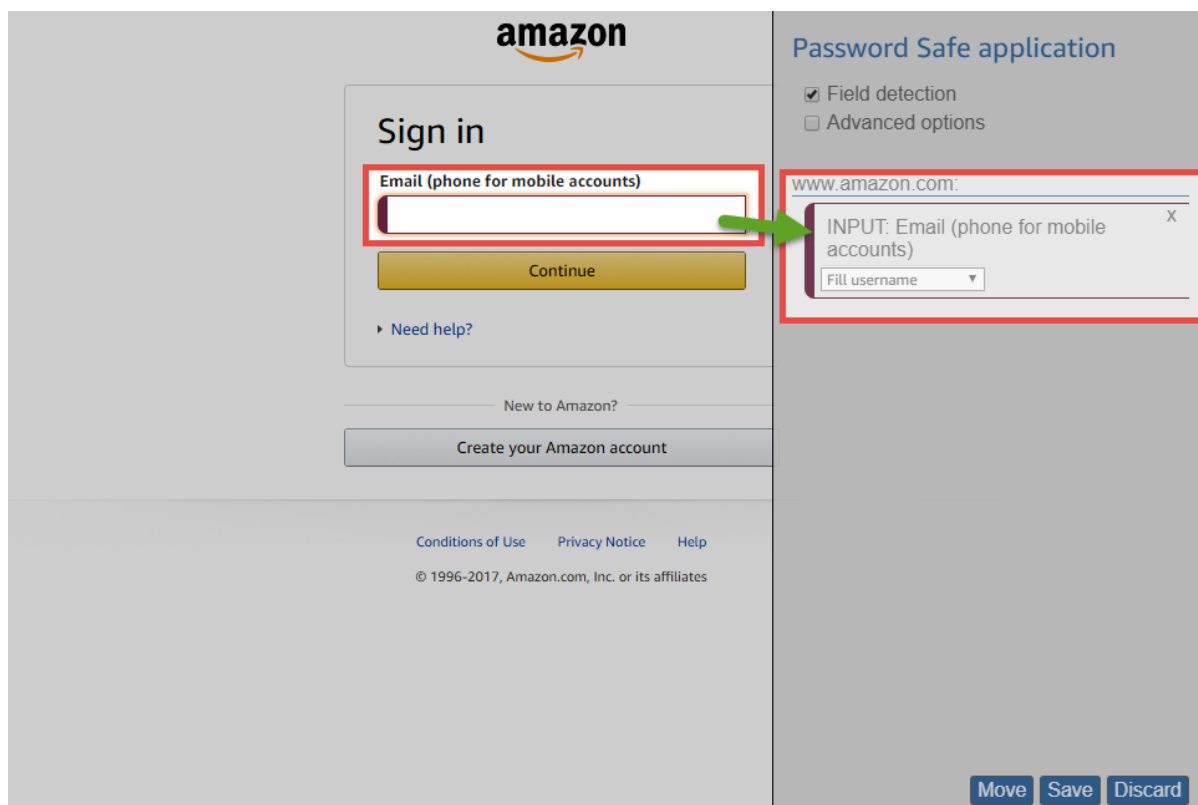 amazon
Sign in
Email (phone for mobile accounts)
Continue
Need help?
New to Amazon?
Create your Amazon account
Conditions of Use Privacy Notice Help
© 1996-2017, Amazon.com, Inc. or its affiliates
Password Safe application
Field detection
Advanced options
www.amazon.com:
INPUT: Email (phone for mobile
accounts)
X
Fill username
Move Save Discard